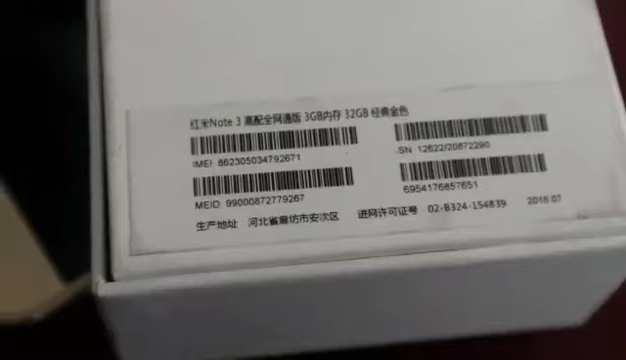 红米Note 3 高配全网通版 3GB内存 32GB 经典金色
IMEI 862305034792671
SN 12622/20872290
MEID 99000872779267
6954176857651
生产地址 河北省廊坊市安次区 进网许可证号 02-B324-154839 2016.07